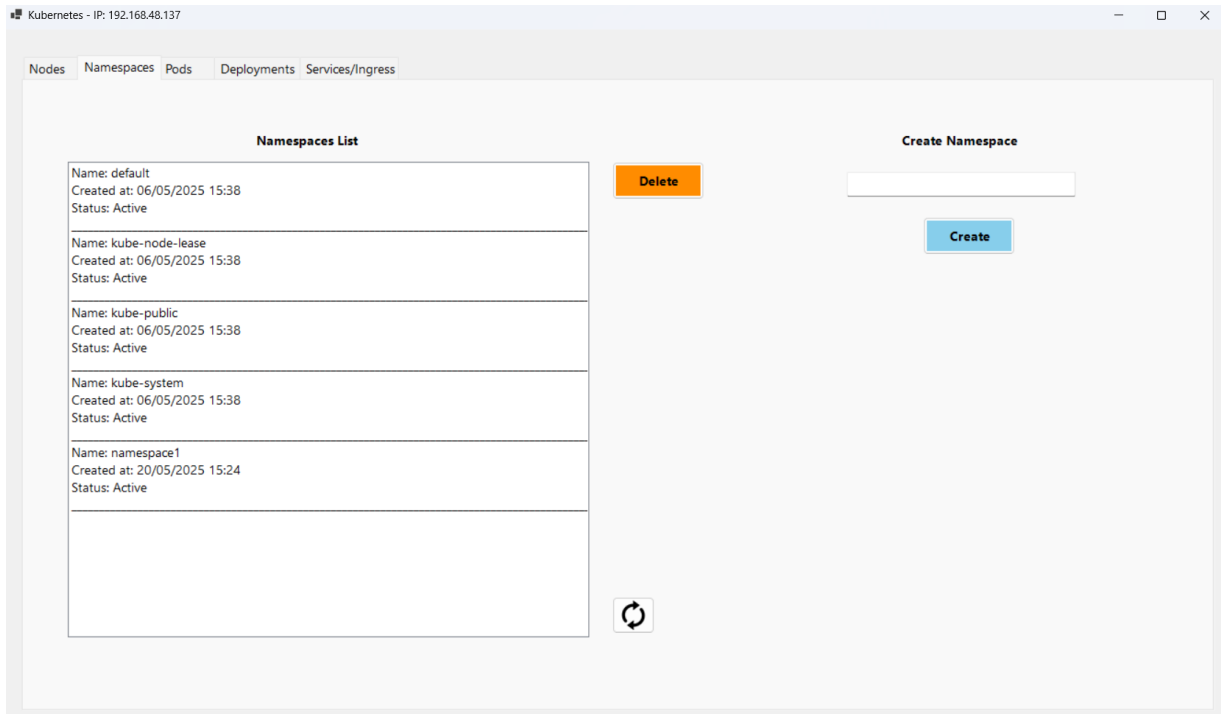 Kubernetes - IP: 192.168.48.137
Nodes Namespaces Pods Deployments Services/Ingress
Namespaces List
Name: default
Created at: 06/05/2025 15:38
Status: Active
Name: kube-node-lease
Created at: 06/05/2025 15:38
Status: Active
Name: kube-public
Created at: 06/05/2025 15:38
Status: Active
Name: kube-system
Created at: 06/05/2025 15:38
Status: Active
Name: namespace1
Created at: 20/05/2025 15:24
Status: Active
Delete
Create Namespace
Create